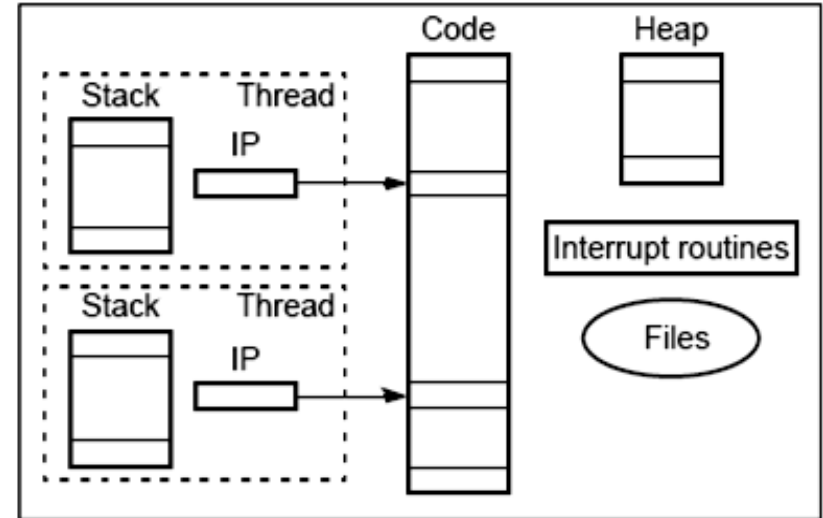 Code
Heap
Stack
Thread
IP
Interrupt routines
Stack
Thread
Files
IP